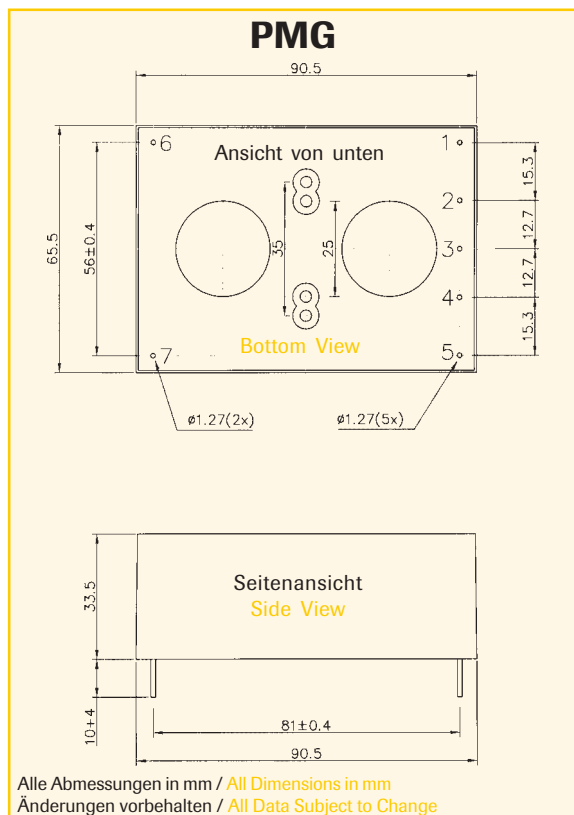 PMG
90.5
6 Ansicht von unten 1
15.3
2
12.7
65.5
56±0.4
35
25
3
12.7
4
15.3
Bottom View
7 5
ø1.27(2x) ø1.27(5x)
33.5
Seitenansicht
Side View
10+4
81±0.4
90.5
Alle Abmessungen in mm / All Dimensions in mm
Änderungen vorbehalten / All Data Subject to Change